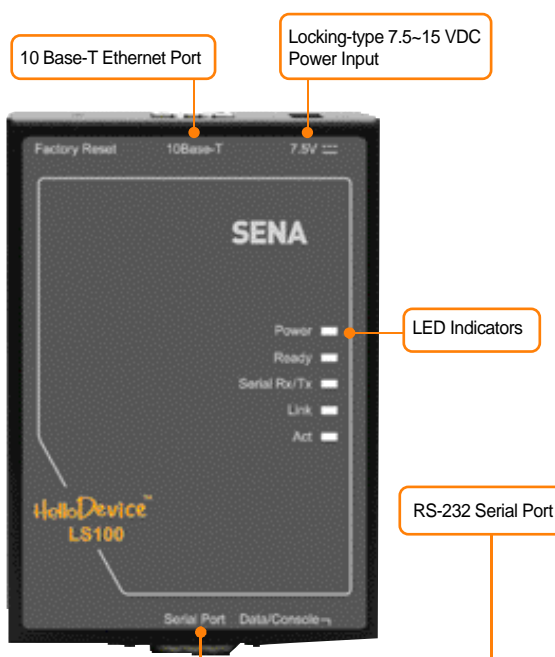 10 Base-T Ethernet Port
Locking-type 7.5~15 VDC
Power Input
Factory Reset 10Base-T 7.5V
SENA
Power
Ready
Serial Rx/Tx
Link
Act
LED Indicators
HelloDevice™
LS100
RS-232 Serial Port
Serial Port Data/Console